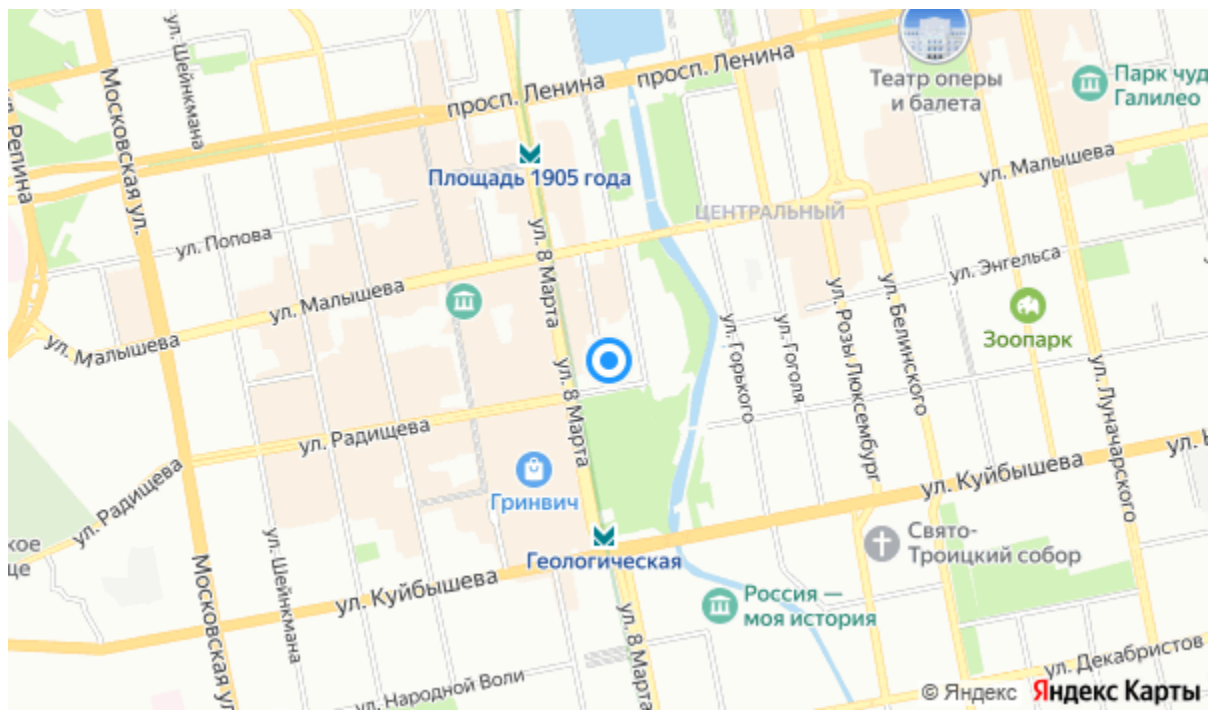 ул. Шейнкмана
Московская ул.
ул. Репина
просп. Ленина
просп. Ленина
Театр оперы
и балета
Парк чуд
Галилео
Площадь 1905 года
ул. Малышева
ЦЕНТРАЛЬНЫЙ
ул. Попова
ул. 8 Марта
ул. Энгельса
ул. Малышева
ул. Малышева
ул. Белинского
ул. Розы Люксембург
ул. Горького
ул. Гоголя
Зоопарк
ул. Луначарского
ул. 8 Марта
ул. Радищева
ул. Радищева
Гринвич
ул. Куйбышева
ское
ще
ул. Шейнкмана
Московская ул
Геологическая
Свято-
Троицкий собор
ул. Куйбышева
Россия —
моя история
ул. 8 Марта
ул. Народной Воли
ул. Декабристов
© Яндекс Яндекс Карты